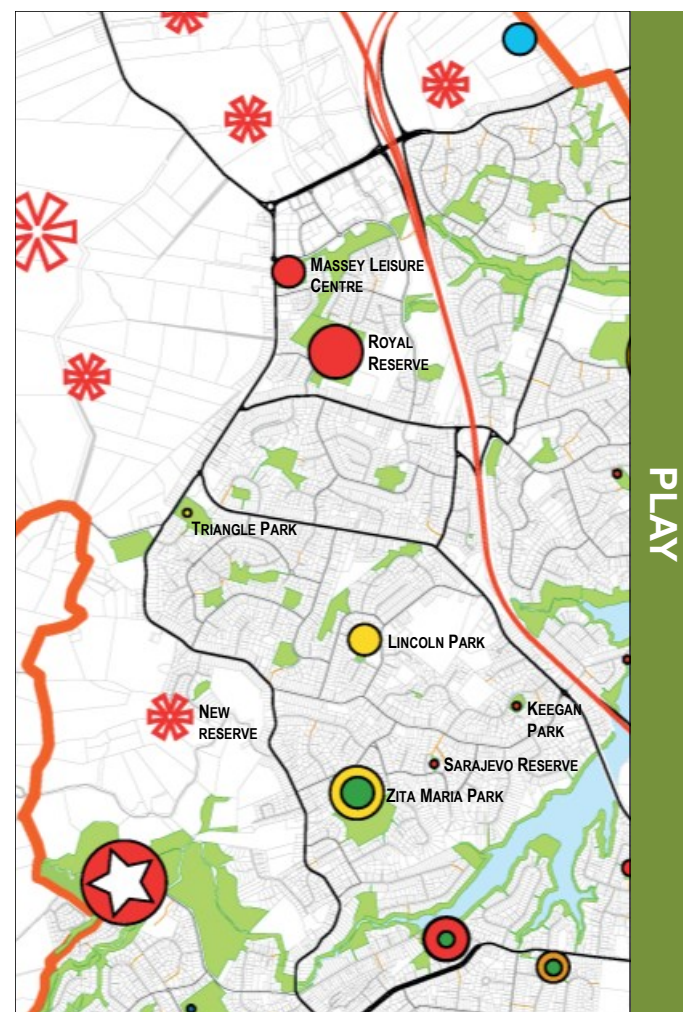 MASSEY LEISURE
CENTRE
ROYAL
RESERVE
PLAY
TRIANGLE PARK
LINCOLN PARK
NEW
RESERVE
KEEGAN
PARK
SARAJEVO RESERVE
ZITA MARIA PARK